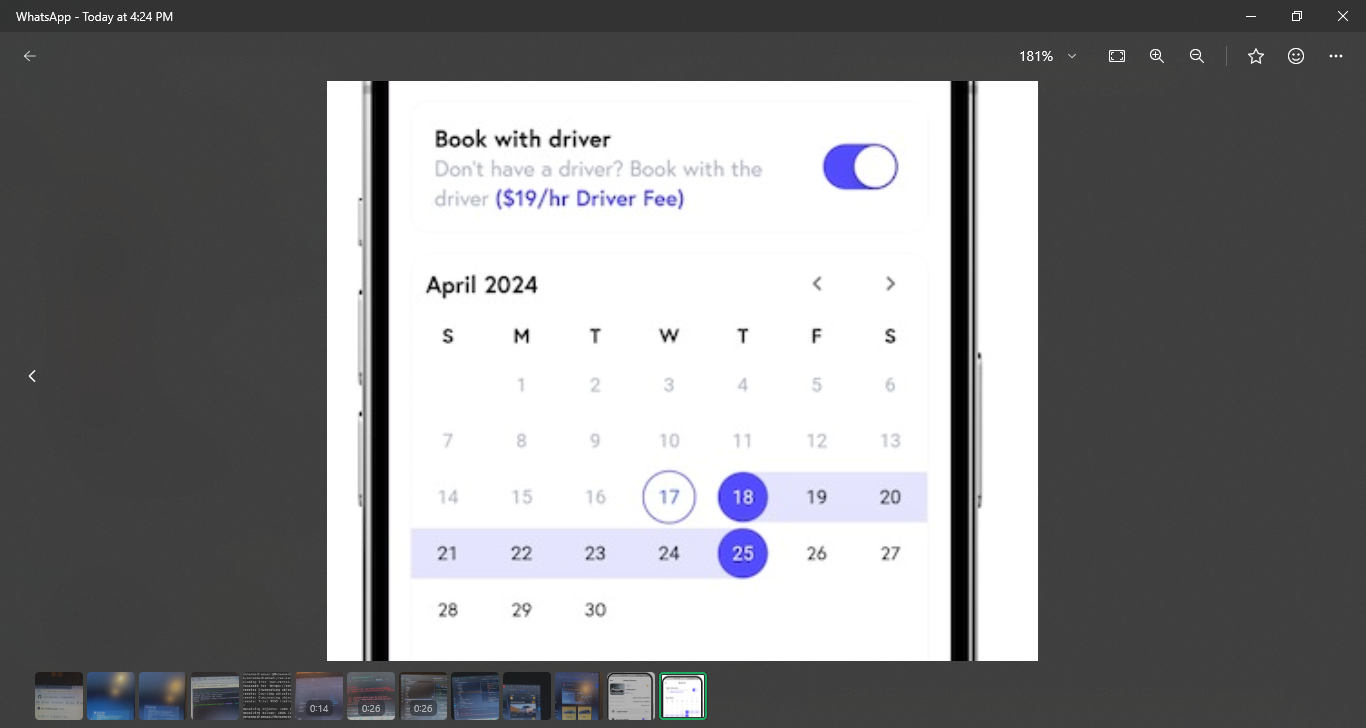 WhatsApp - Today at 4:24 PM
181%
Book with driver
Don't have a driver? Book with the
driver ($19/hr Driver Fee)
April 2024
S M T W T F S
1 2 3 4 5 6
7 8 9 10 11 12 13
14 15 16 17 18 19 20
21 22 23 24 25 26 27
28 29 30
0:14 0:26 0:26